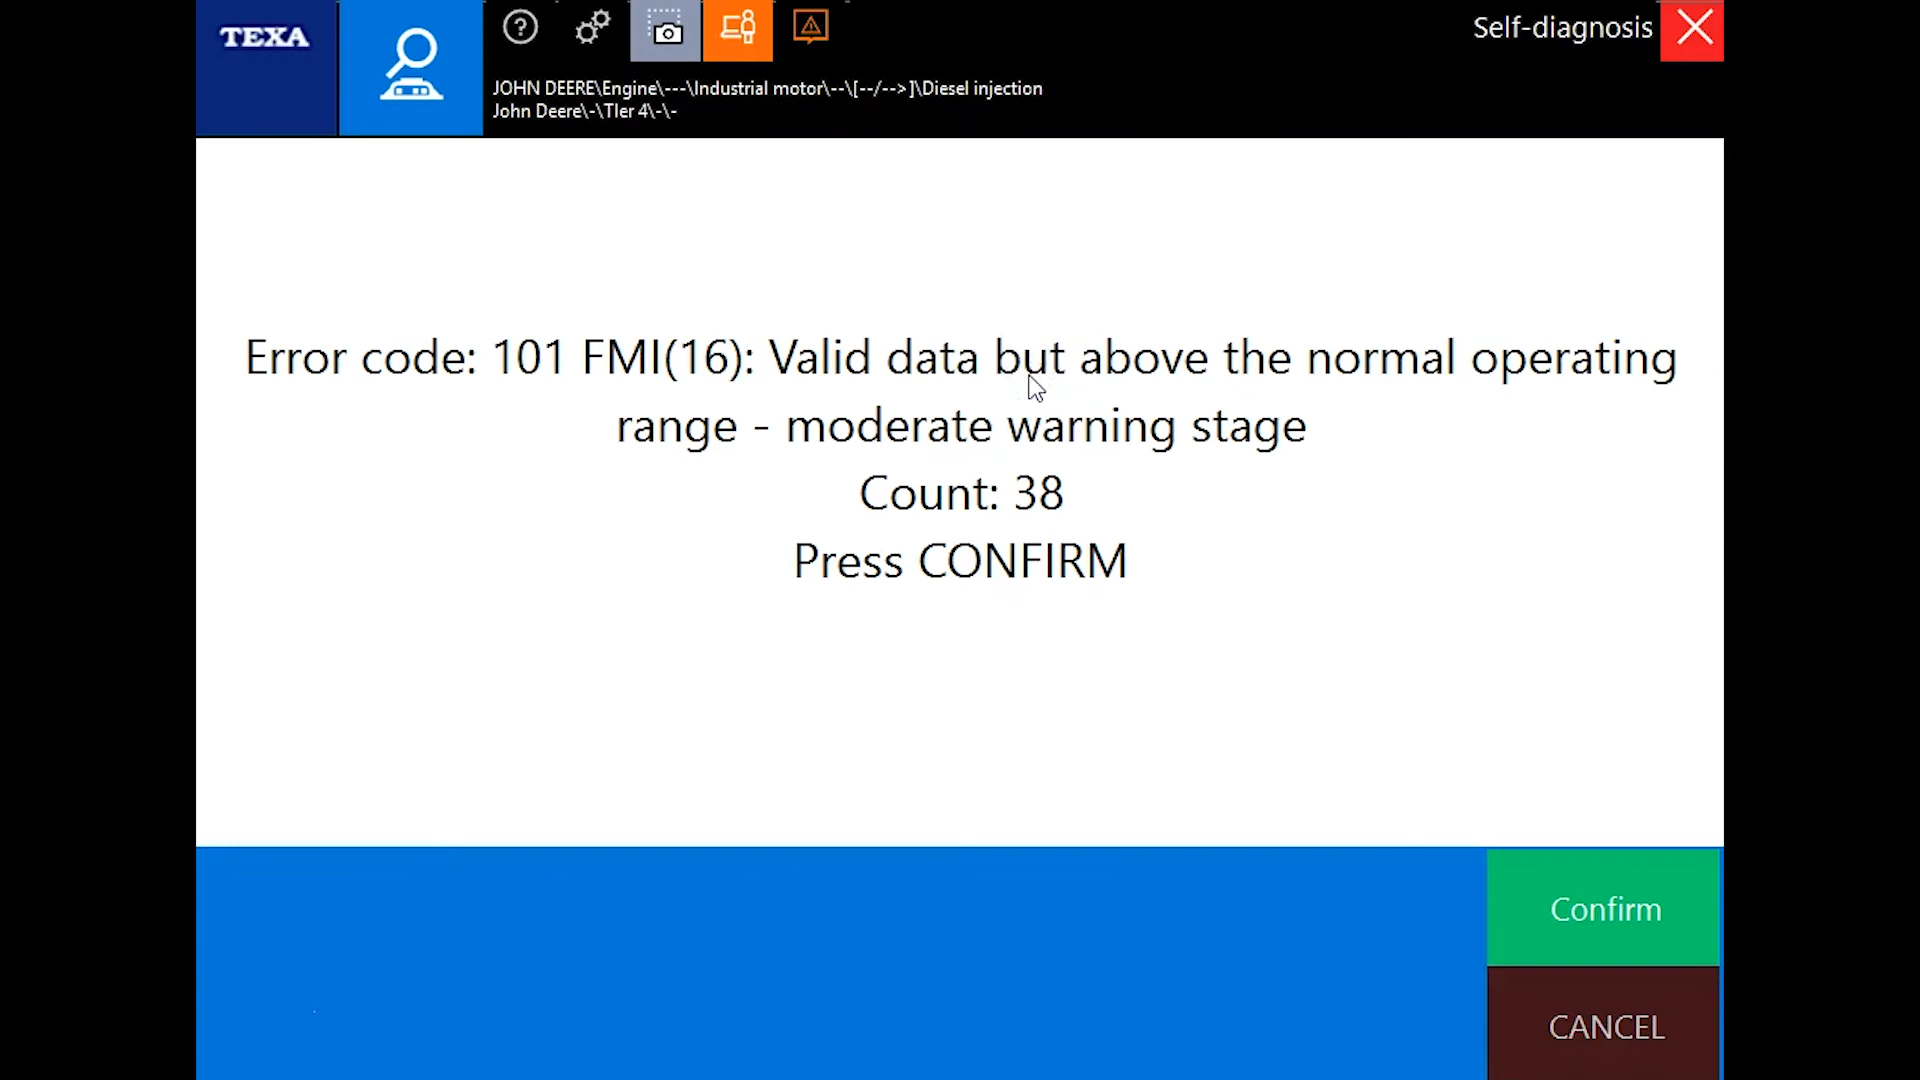 TEXA
Self-diagnosis
JOHN DEERE\Engine\---\Industrial motor\--\[--/-->]\Diesel injection
John Deere\-\TIer 4\-\-
Error code: 101 FMI(16): Valid data but above the normal operating
range - moderate warning stage
Count: 38
Press CONFIRM
Confirm
CANCEL